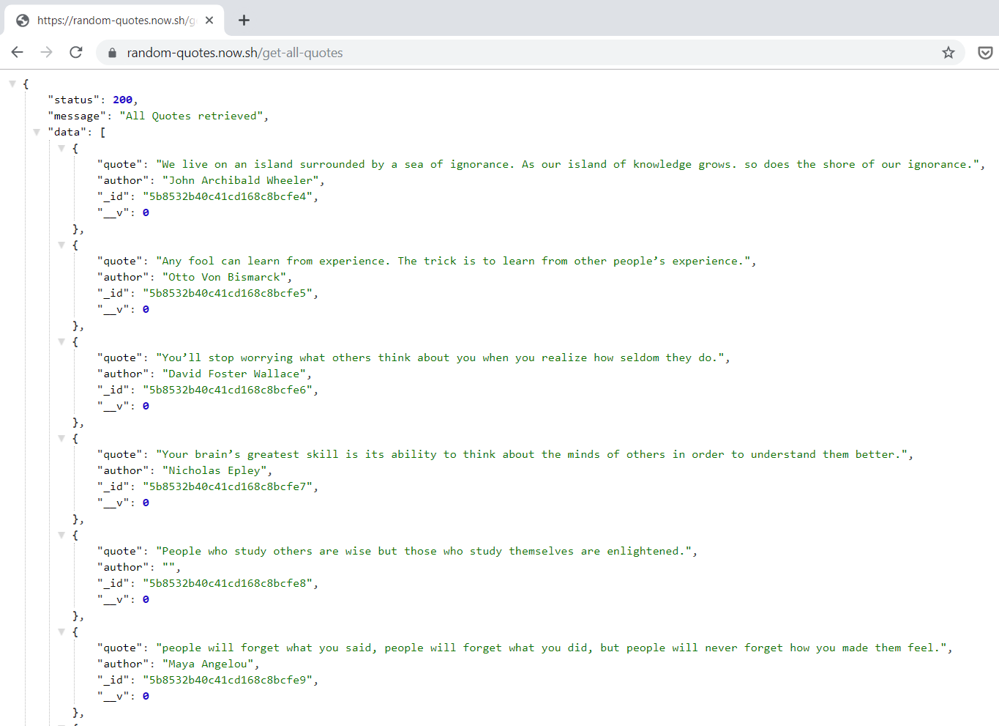 https://random-quotes.now.sh/g
random-quotes.now.sh/get-all-quotes
{
"status": 200,
"message": "All Quotes retrieved",
"data": [
{
"quote": "We live on an island surrounded by a sea of ignorance. As our island of knowledge grows. so does the shore of our ignorance.",
"author": "John Archibald Wheeler",
"_id": "5b8532b40c41cd168c8bcfe4",
"__v": 0
},
{
"quote": "Any fool can learn from experience. The trick is to learn from other people’s experience.",
"author": "Otto Von Bismarck",
"_id": "5b8532b40c41cd168c8bcfe5",
"__v": 0
},
{
"quote": "You’ll stop worrying what others think about you when you realize how seldom they do.",
"author": "David Foster Wallace",
"_id": "5b8532b40c41cd168c8bcfe6",
"__v": 0
},
{
"quote": "Your brain’s greatest skill is its ability to think about the minds of others in order to understand them better.",
"author": "Nicholas Epley",
"_id": "5b8532b40c41cd168c8bcfe7",
"__v": 0
},
{
"quote": "People who study others are wise but those who study themselves are enlightened.",
"author": "",
"_id": "5b8532b40c41cd168c8bcfe8",
"__v": 0
},
{
"quote": "people will forget what you said, people will forget what you did, but people will never forget how you made them feel.",
"author": "Maya Angelou",
"_id": "5b8532b40c41cd168c8bcfe9",
"__v": 0
},